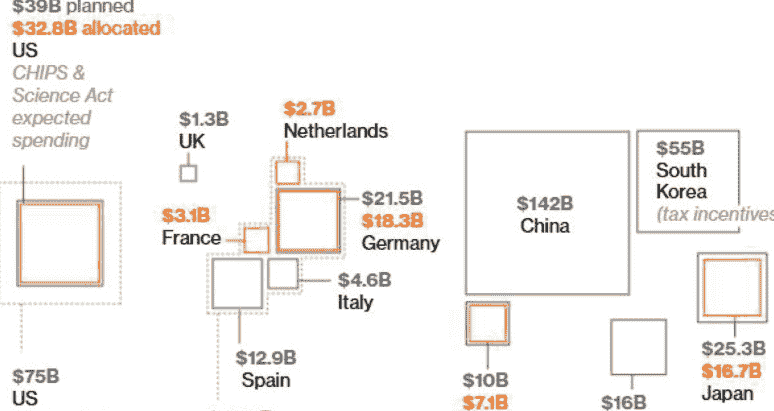 $39B planned
$32.8B allocated
US
CHIPS &
Science Act
expected
spending
$1.3B
UK
$2.7B
Netherlands
$21.5B
$18.3B
Germany
$3.1B
France
$4.6B
Italy
$12.9B
Spain
$75B
US
$142B
China
$55B
South
Korea
(tax incentives
$10B
$7.1B
$16B
$25.3B
$16.7B
Japan